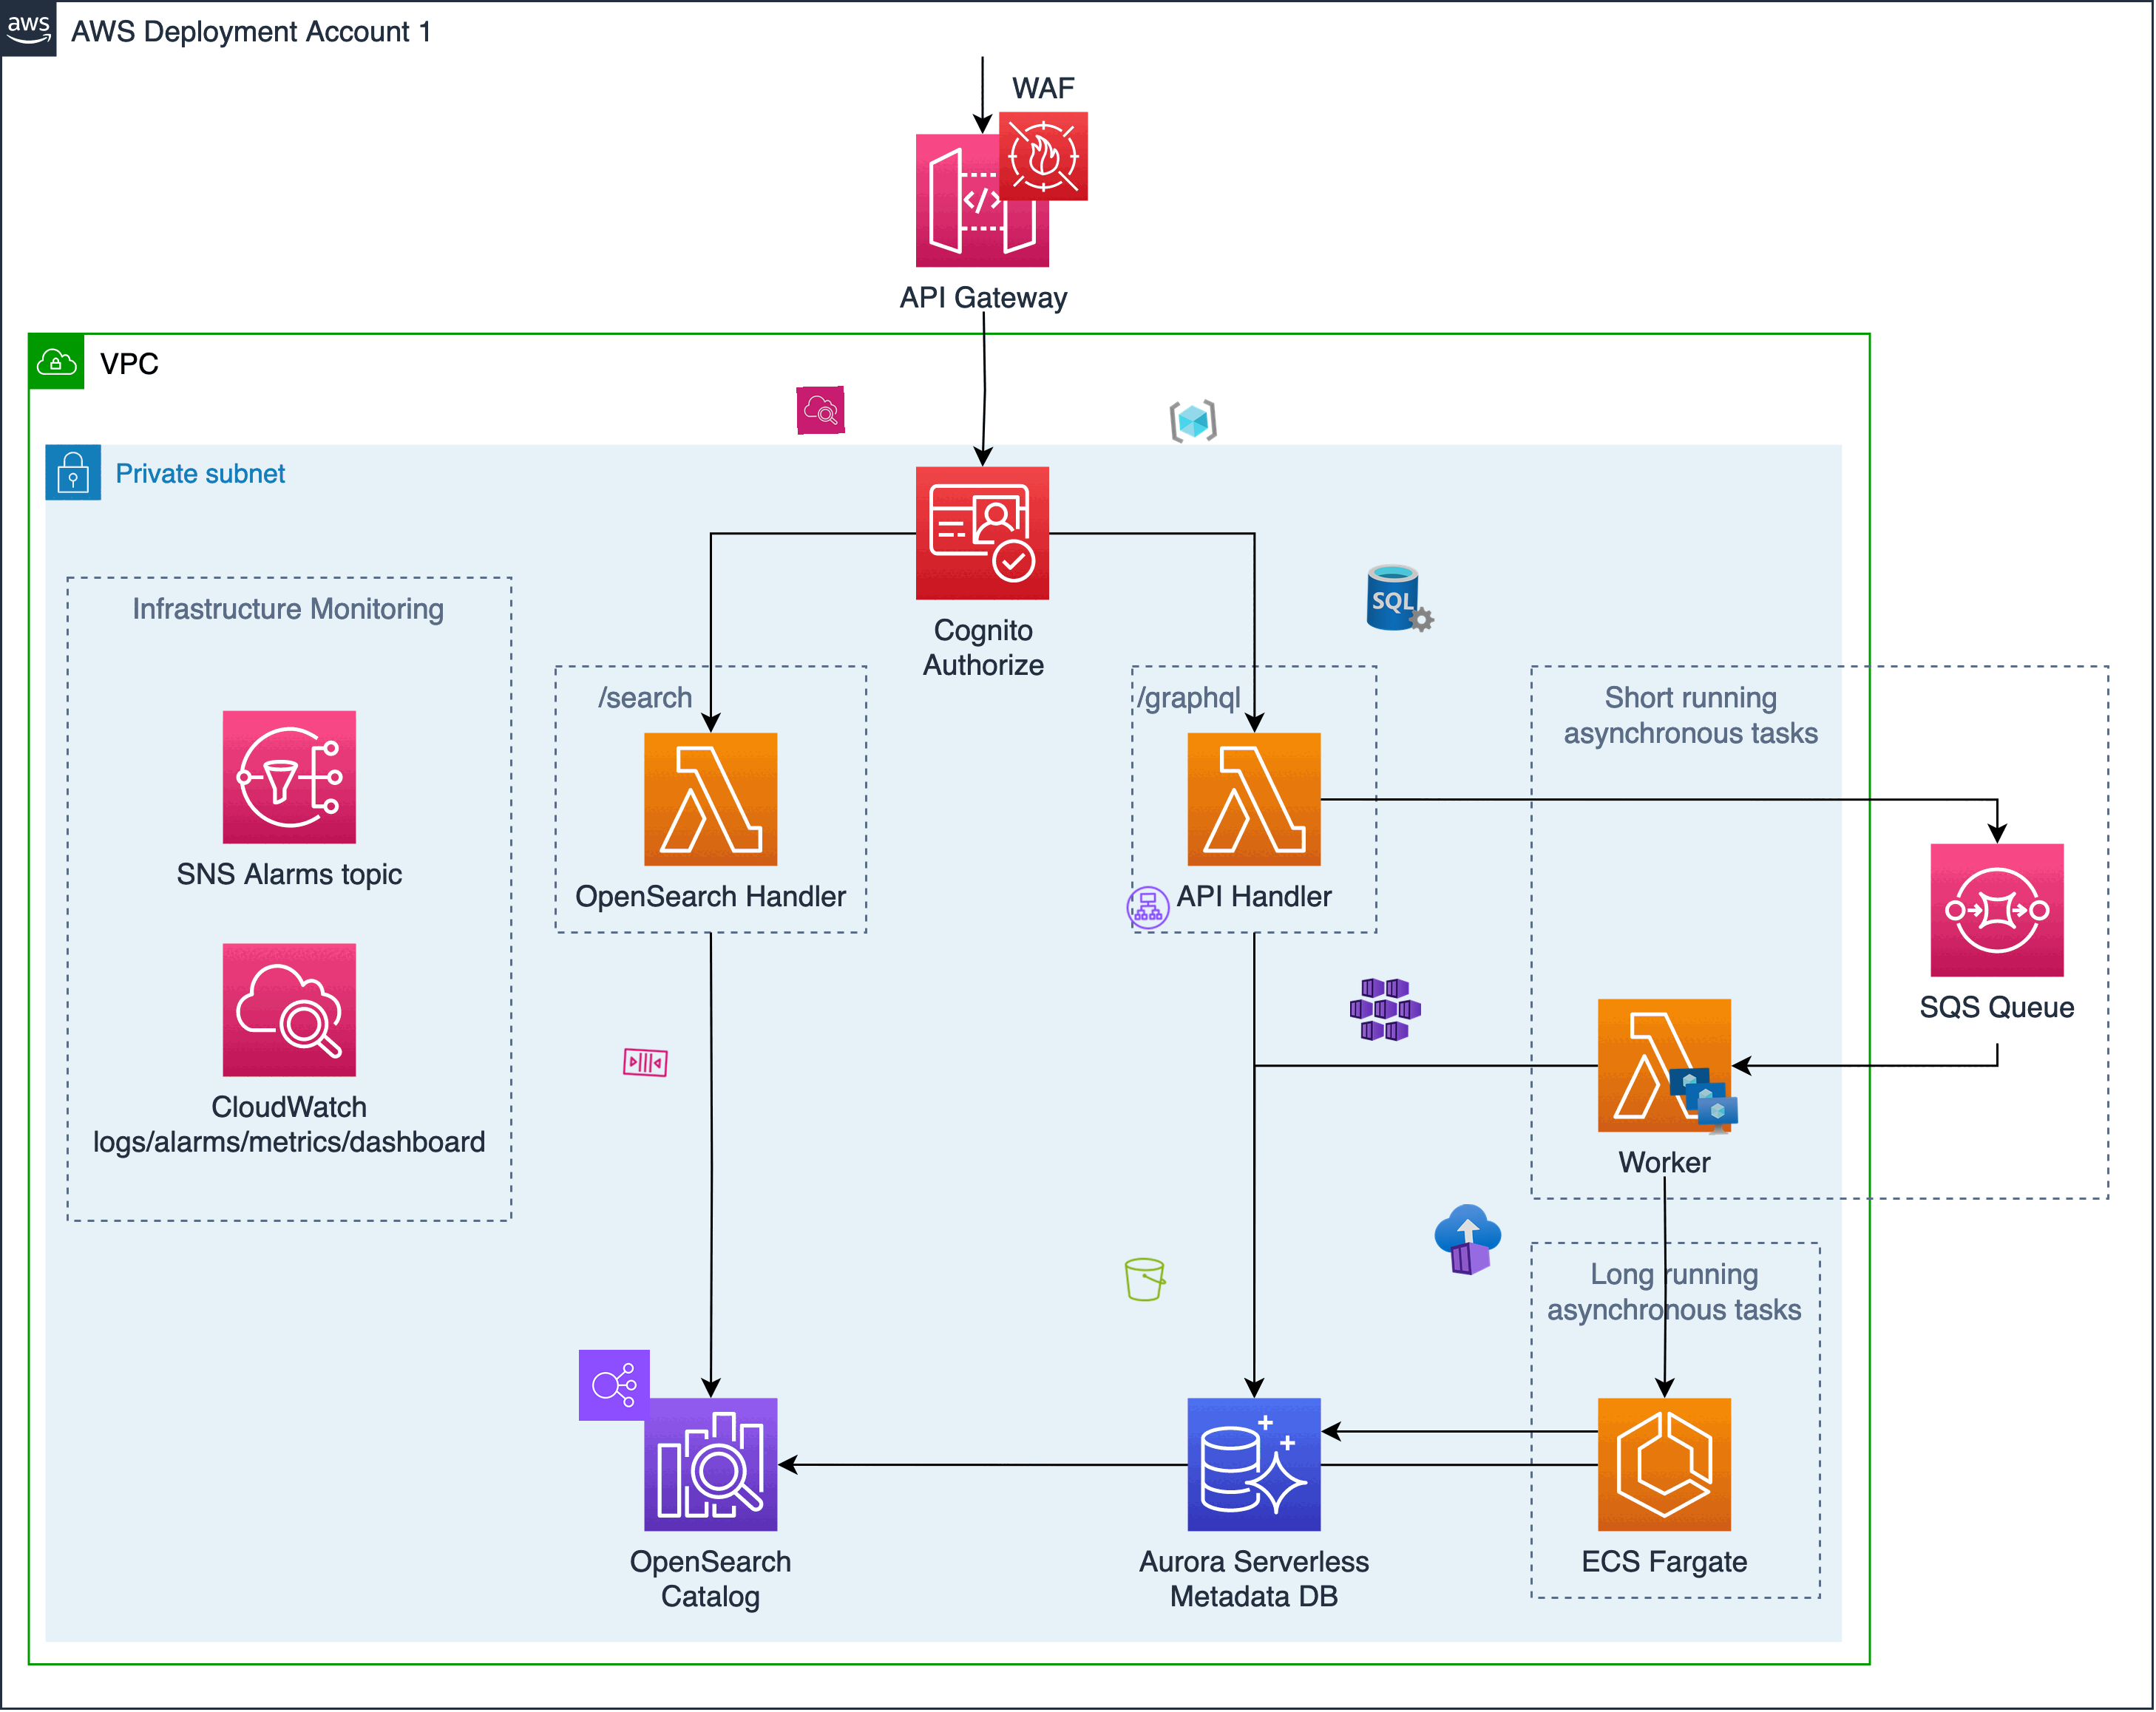 aws
AWS Deployment Account 1
WAF
API Gateway
VPC
Private subnet
Cognito
Authorize
SQL
Infrastructure Monitoring
/search
/graphql
Short running
asynchronous tasks
SNS Alarms topic
OpenSearch Handler
API Handler
SQS Queue
CloudWatch
logs/alarms/metrics/dashboard
Worker
Long running
asynchronous tasks
OpenSearch
Catalog
Aurora Serverless
Metadata DB
ECS Fargate